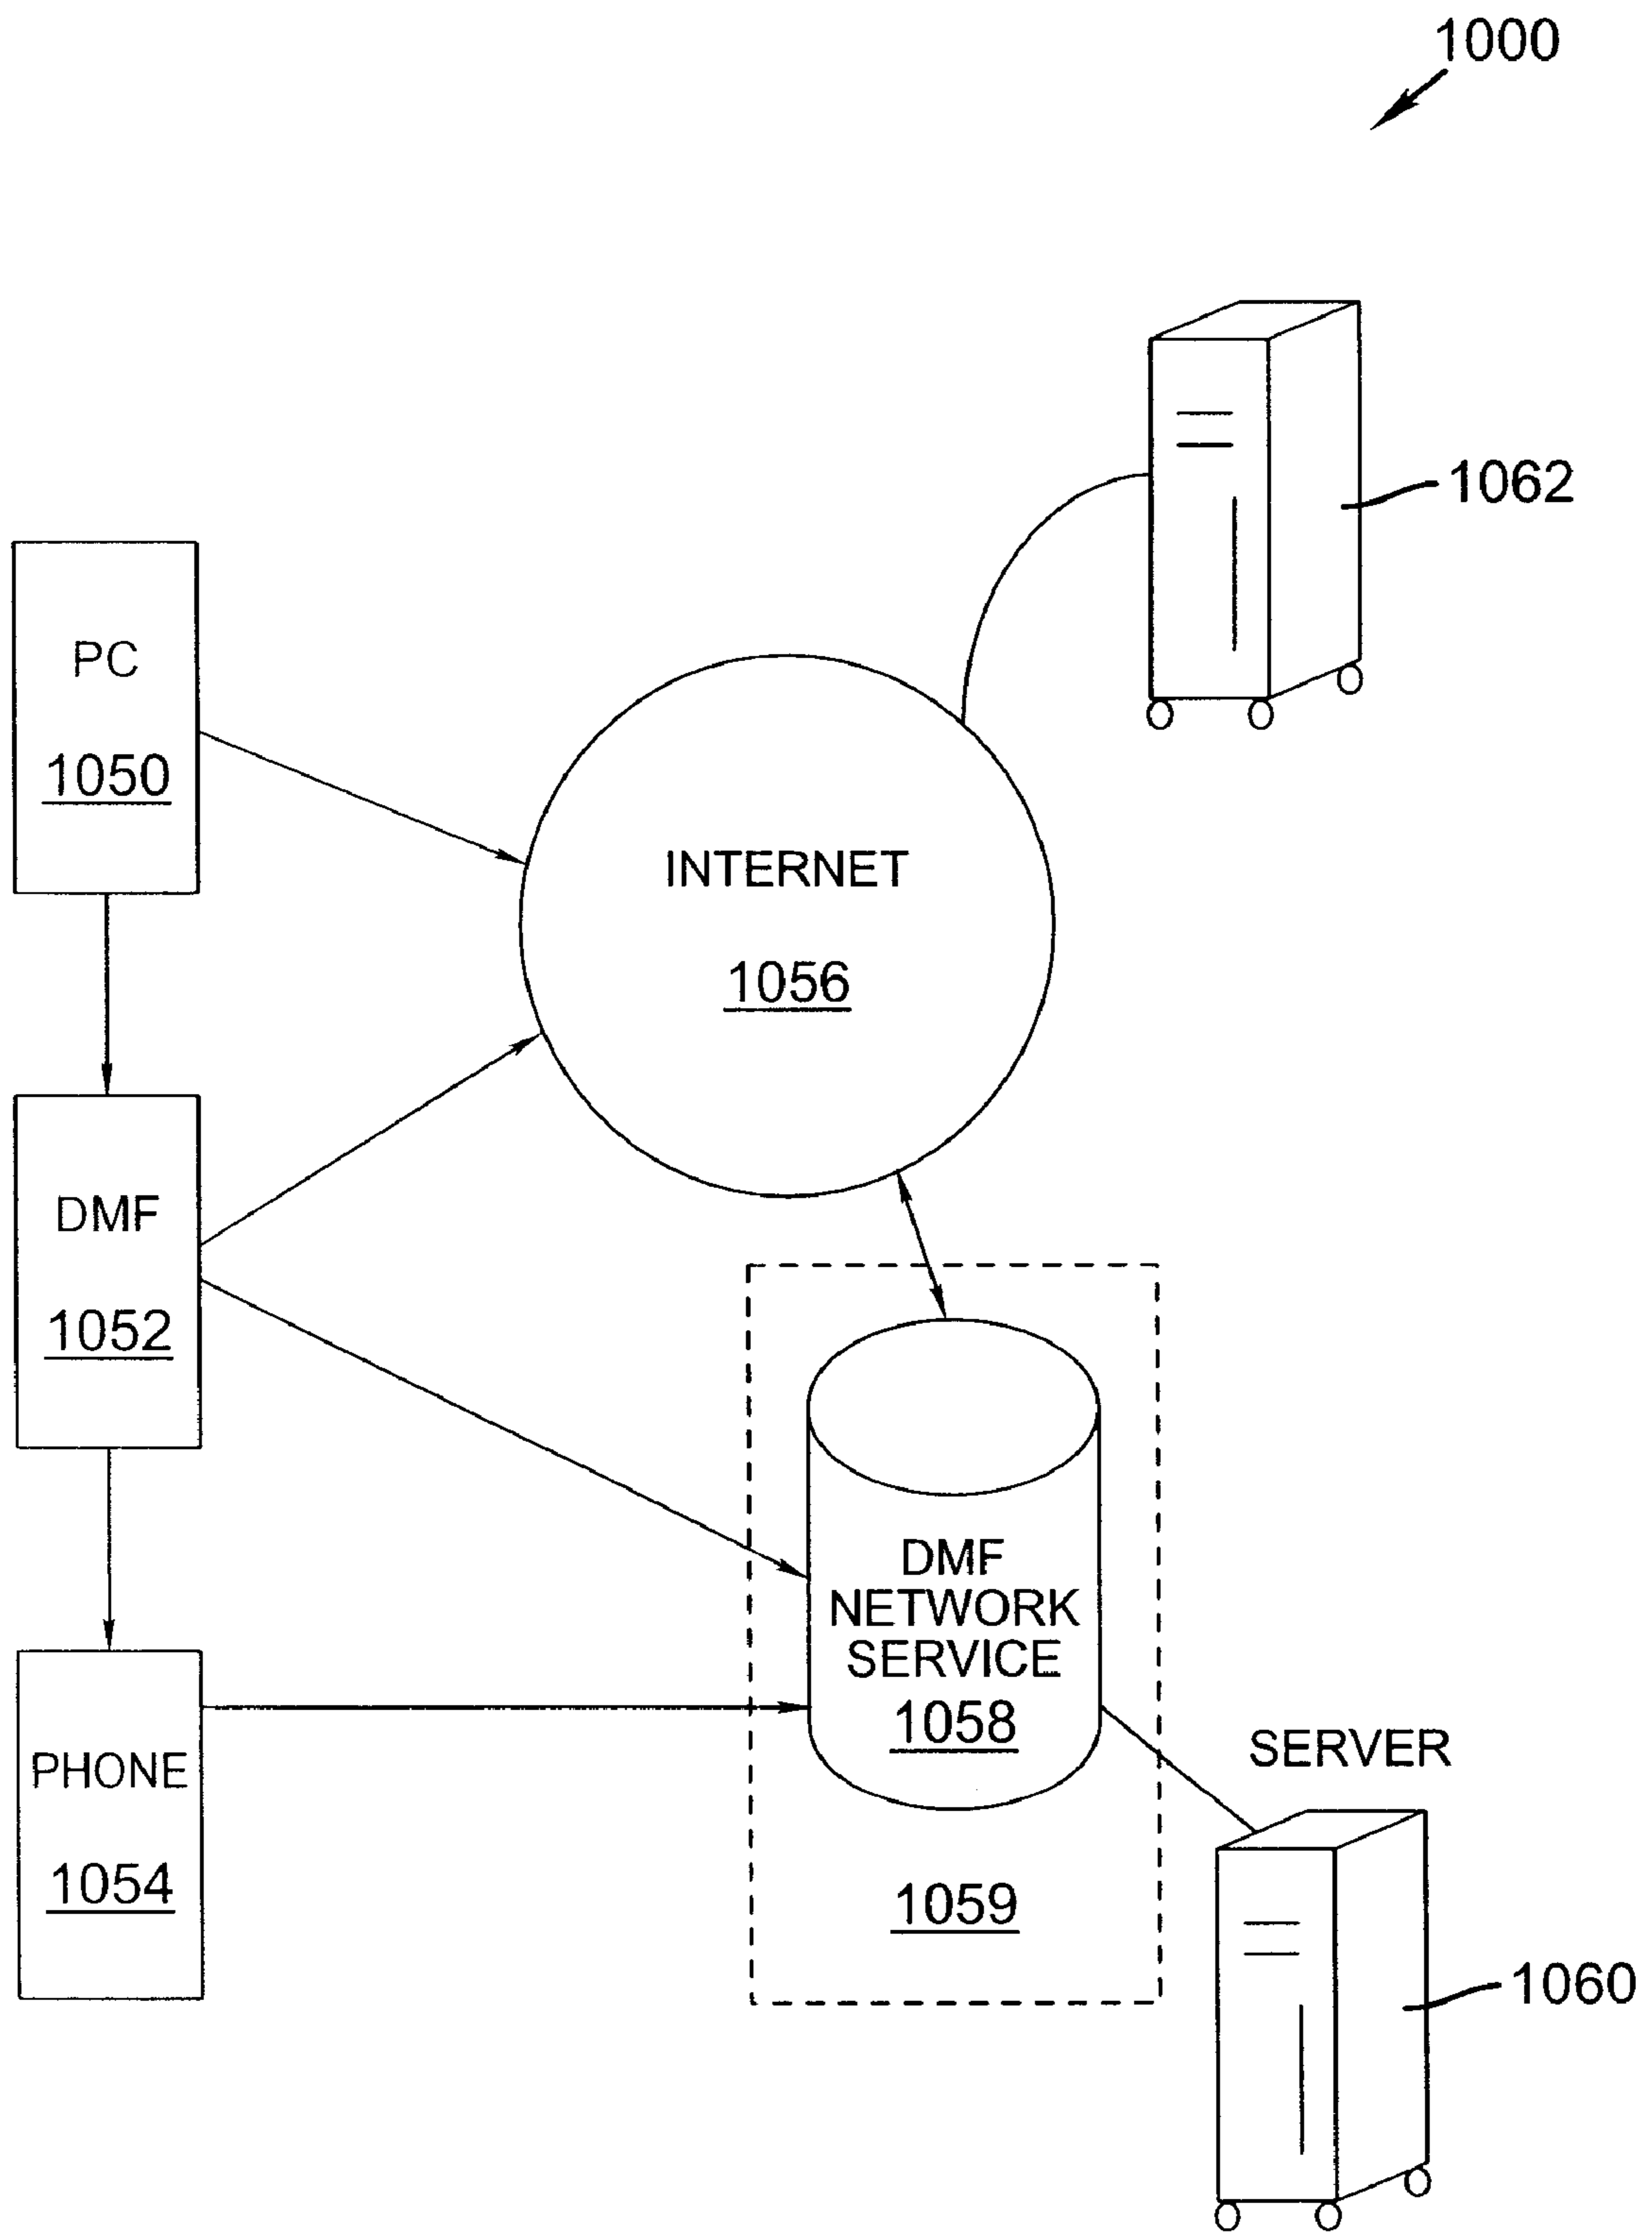 1000
1062
PC
1050
INTERNET
1056
DMF
1052
DMF
NETWORK
SERVICE
1058
SERVER
PHONE
1054
1059
1060